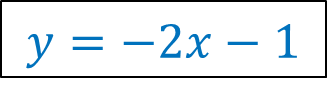 y = −2x − 1